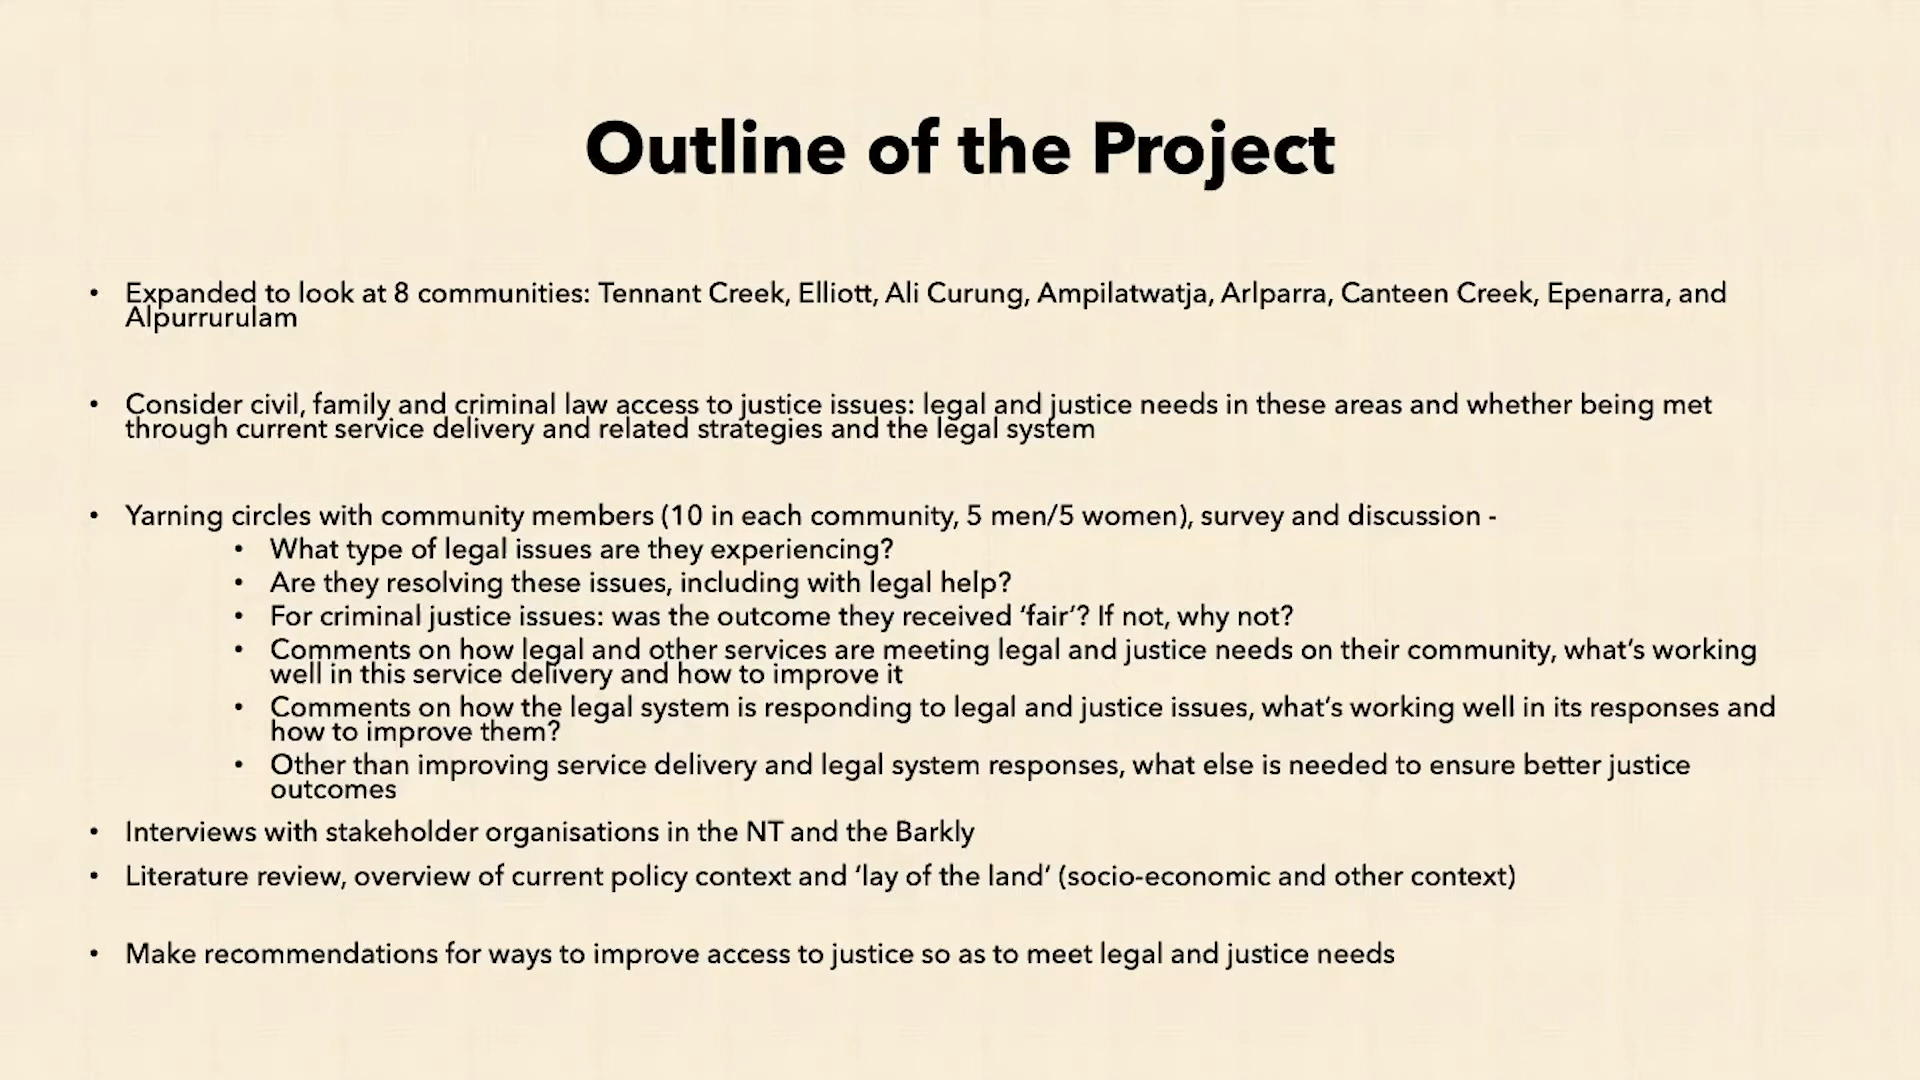 Outline of the Project
• Expanded to look at 8 communities: Tennant Creek, Elliott, Ali Curung, Ampilatwatja, Arlparra, Canteen Creek, Epenarra, and
Alpurrurulam
• Consider civil, family and criminal law access to justice issues: legal and justice needs in these areas and whether being met
through current service delivery and related strategies and the legal system
• Yarning circles with community members (10 in each community, 5 men/5 women), survey and discussion -
• What type of legal issues are they experiencing?
• Are they resolving these issues, including with legal help?
• For criminal justice issues: was the outcome they received ‘fair’? If not, why not?
• Comments on how legal and other services are meeting legal and justice needs on their community, what’s working
well in this service delivery and how to improve it
• Comments on how the legal system is responding to legal and justice issues, what’s working well in its responses and
how to improve them?
• Other than improving service delivery and legal system responses, what else is needed to ensure better justice
outcomes
• Interviews with stakeholder organisations in the NT and the Barkly
• Literature review, overview of current policy context and ‘lay of the land’ (socio-economic and other context)
• Make recommendations for ways to improve access to justice so as to meet legal and justice needs